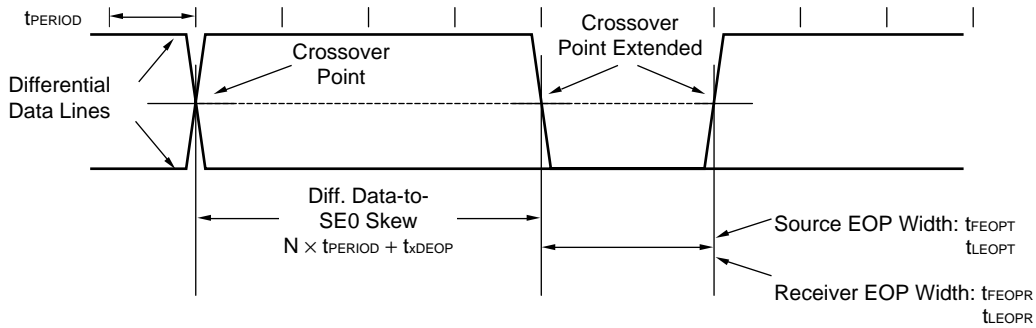 tPERIOD
Differential
Data Lines
Crossover
Point
Crossover
Point Extended
Diff. Data-to-
SE0 Skew
N × tPERIOD + txDEOP
Source EOP Width: tFEOPT
tLEOPT
Receiver EOP Width: tFEOPR
tLEOPR